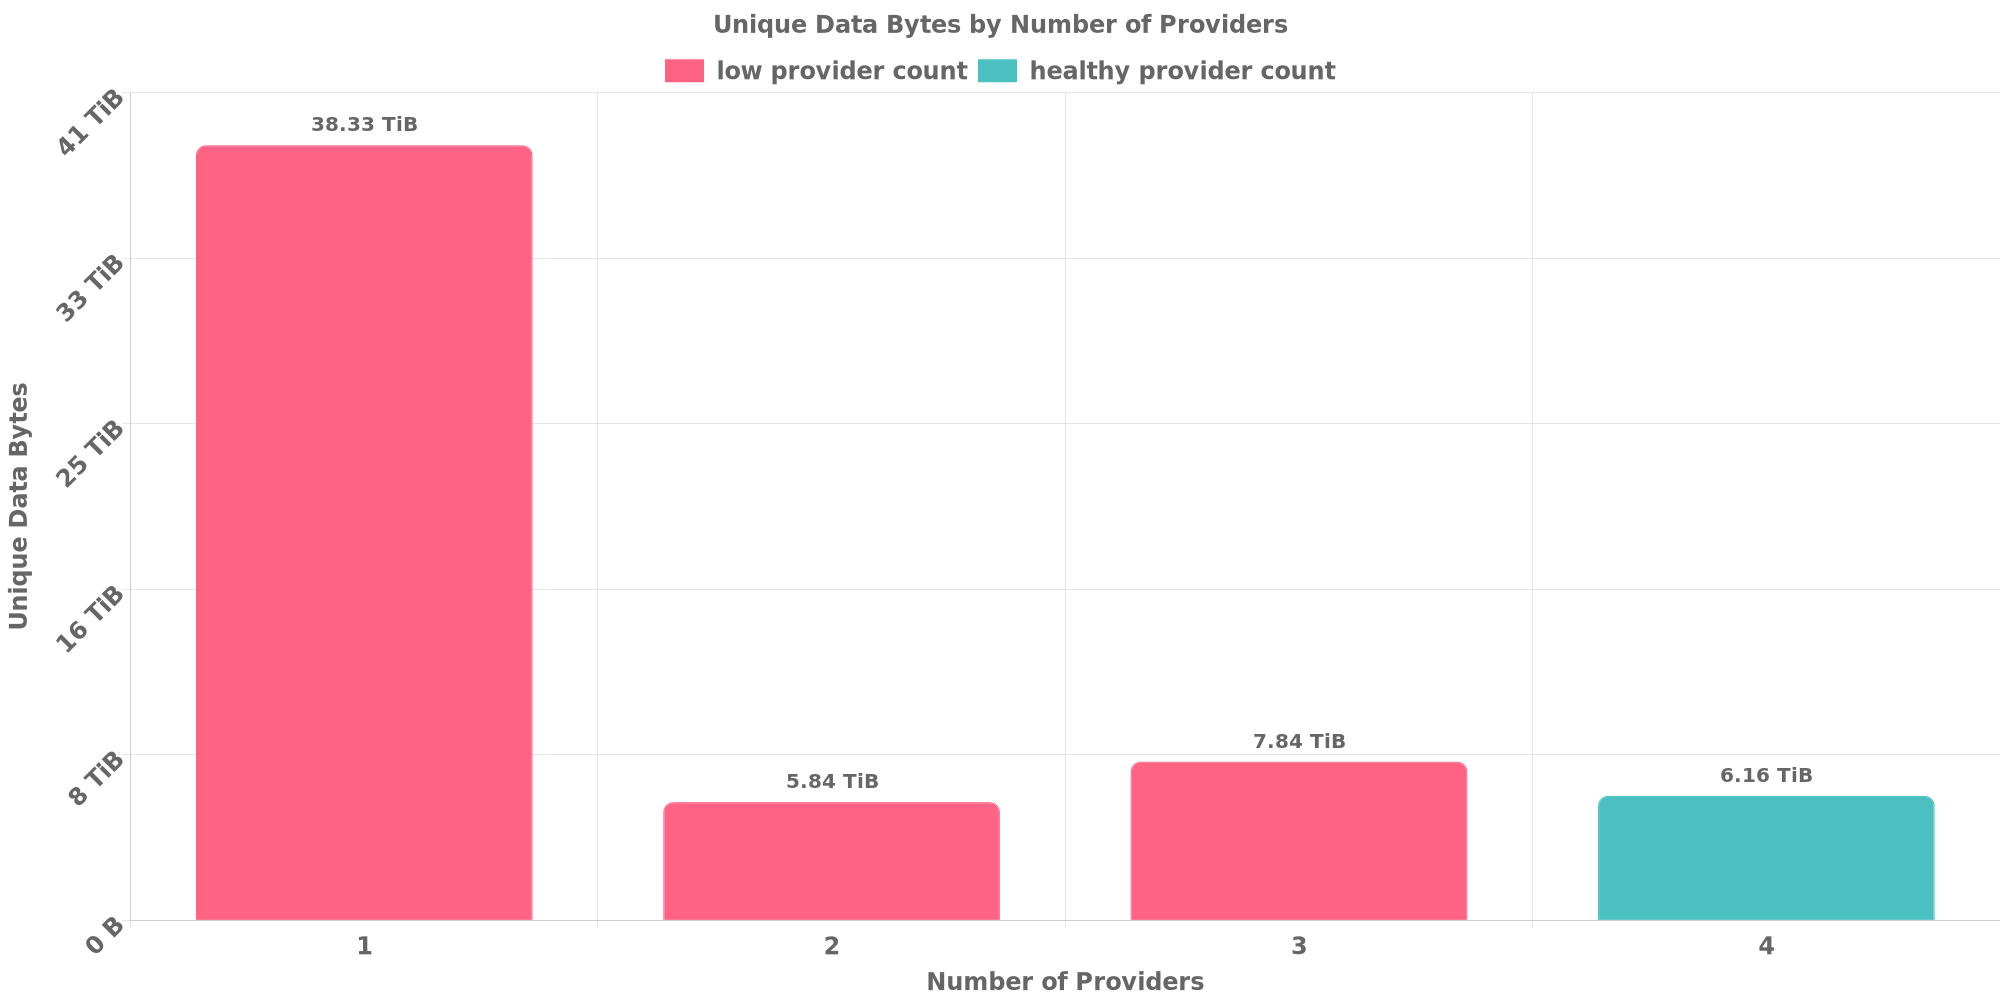 Unique Data Bytes by Number of Providers
low provider count healthy provider count
41 TiB
33 TiB
25 TiB
16 TiB
8 TiB
0 B
Unique Data Bytes
38.33 TiB
5.84 TiB
7.84 TiB
6.16 TiB
1 2 3 4
Number of Providers